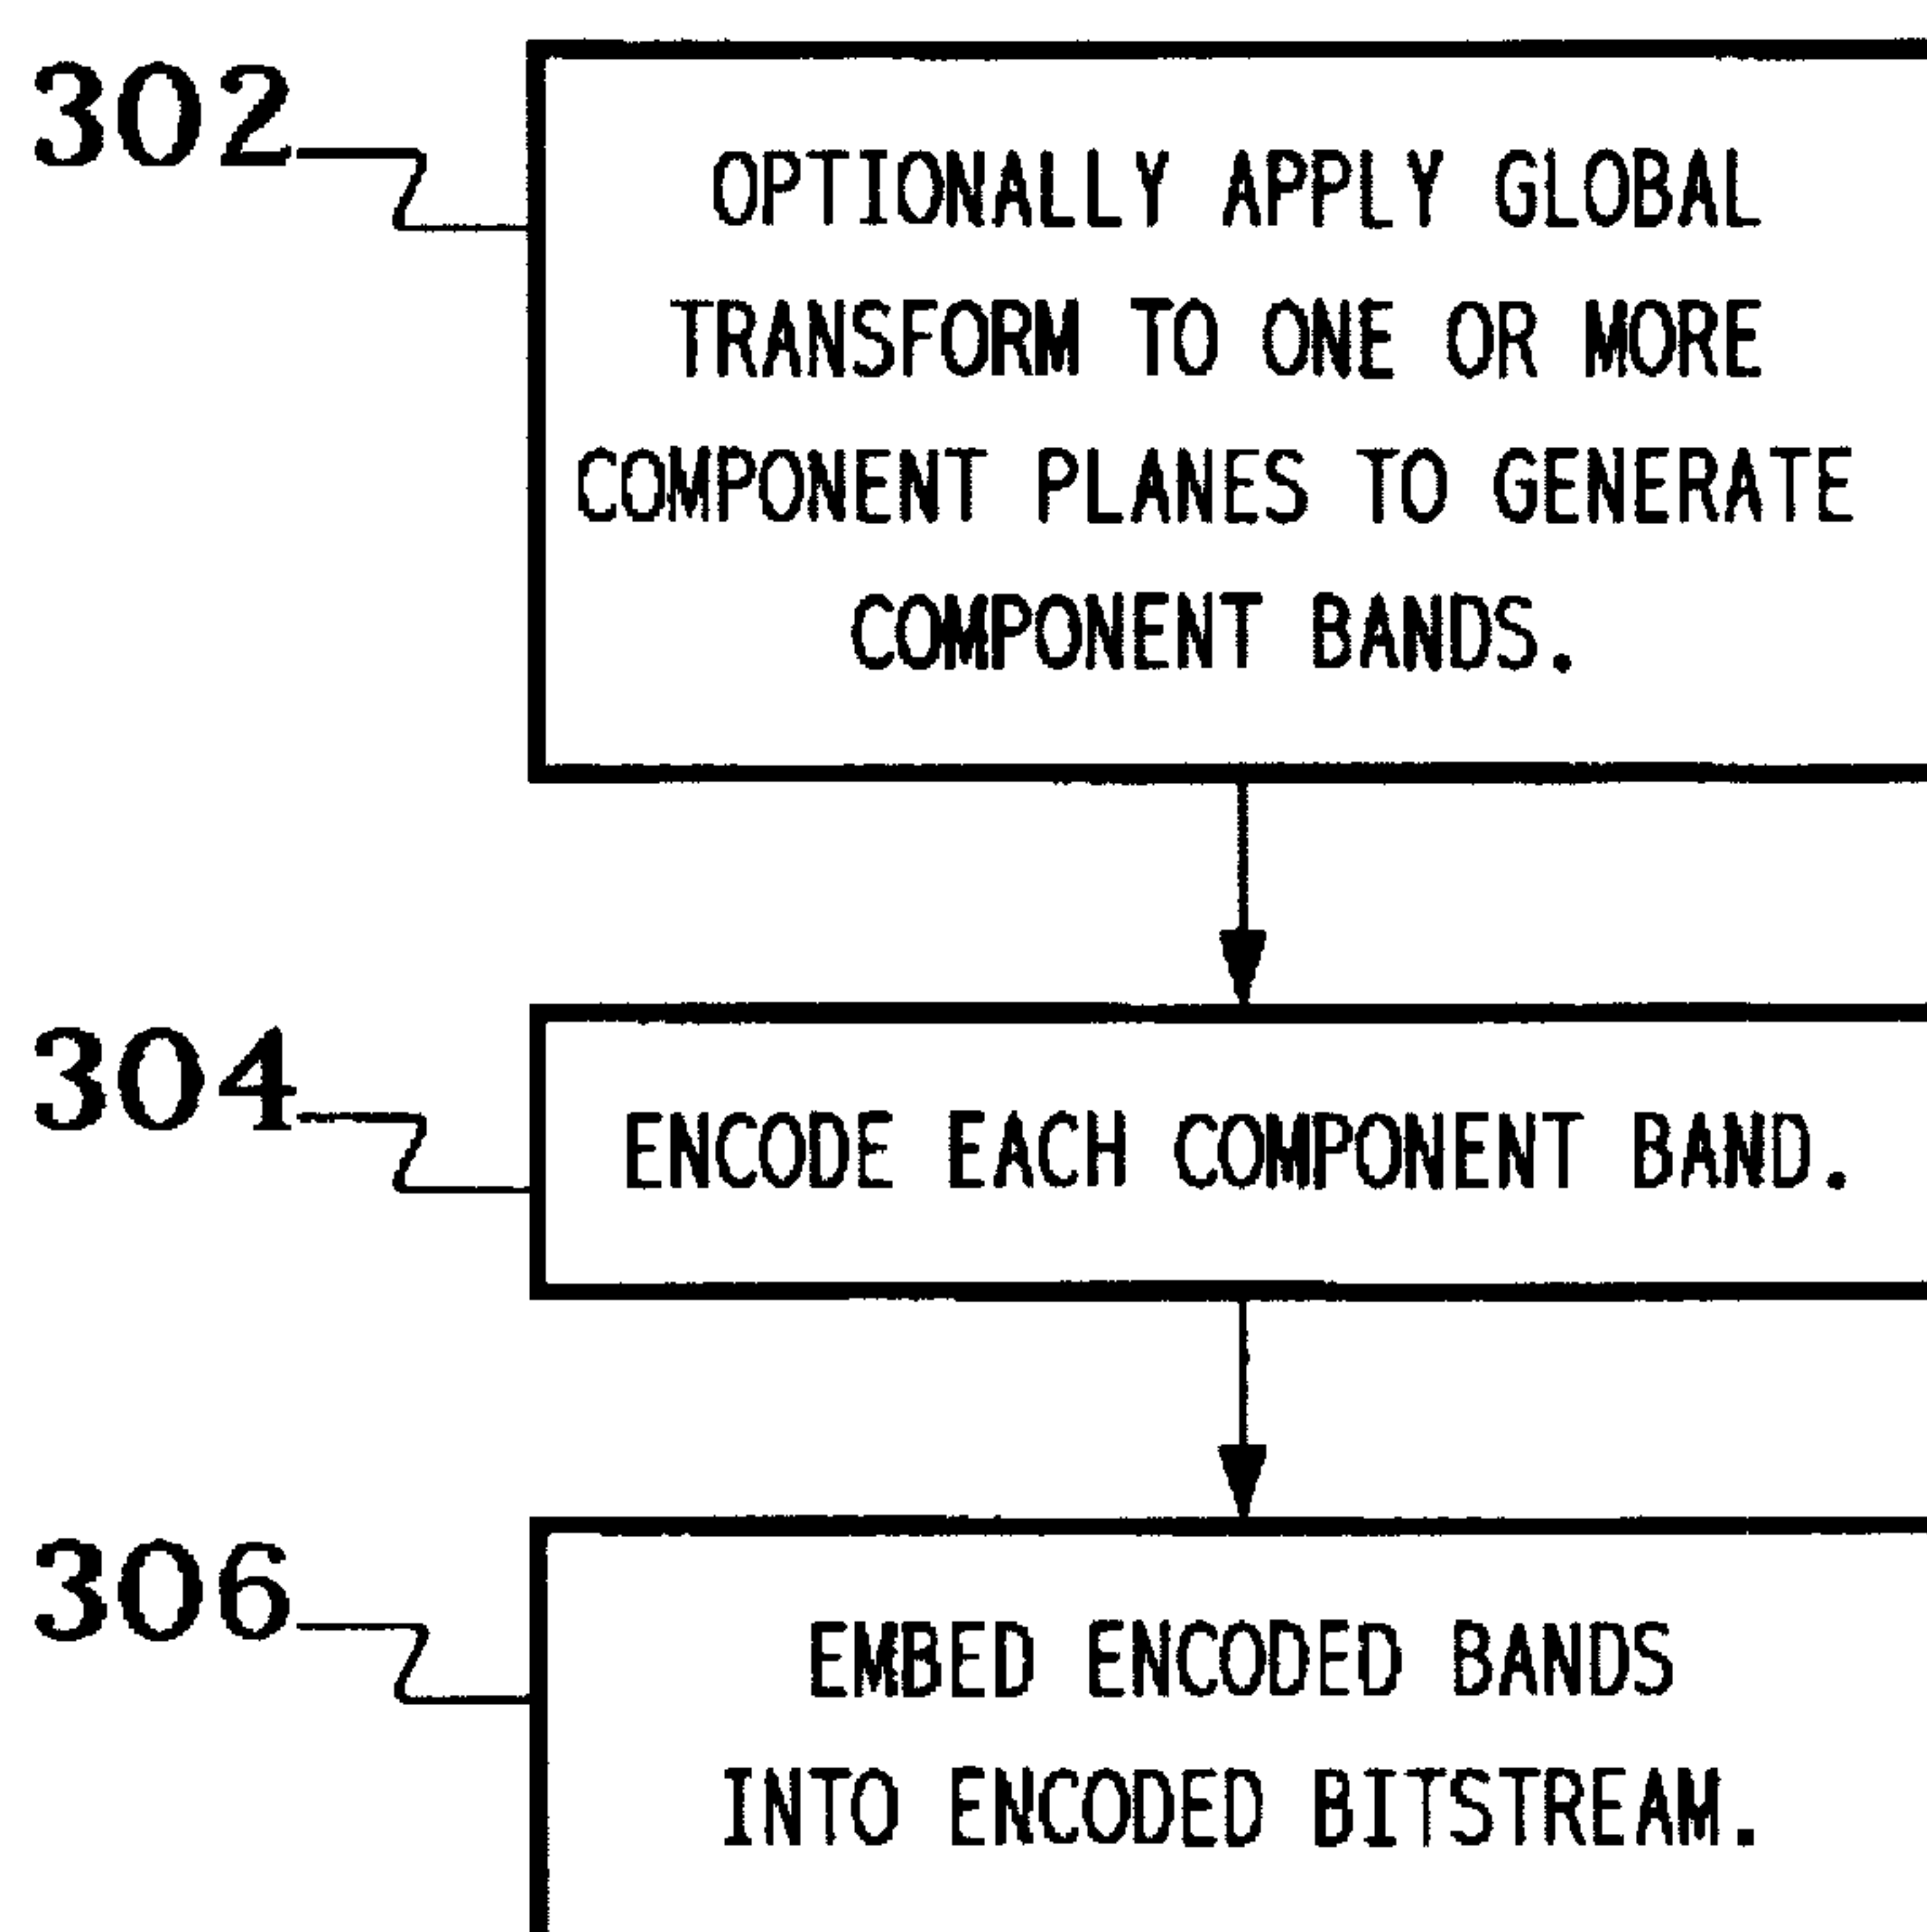 302
OPTIONALLY APPLY GLOBAL
TRANSFORM TO ONE OR MORE
COMPONENT PLANES TO GENERATE
COMPONENT BANDS.
304
ENCODE EACH COMPONENT BAND.
306
EMBED ENCODED BANDS
INTO ENCODED BITSTREAM.